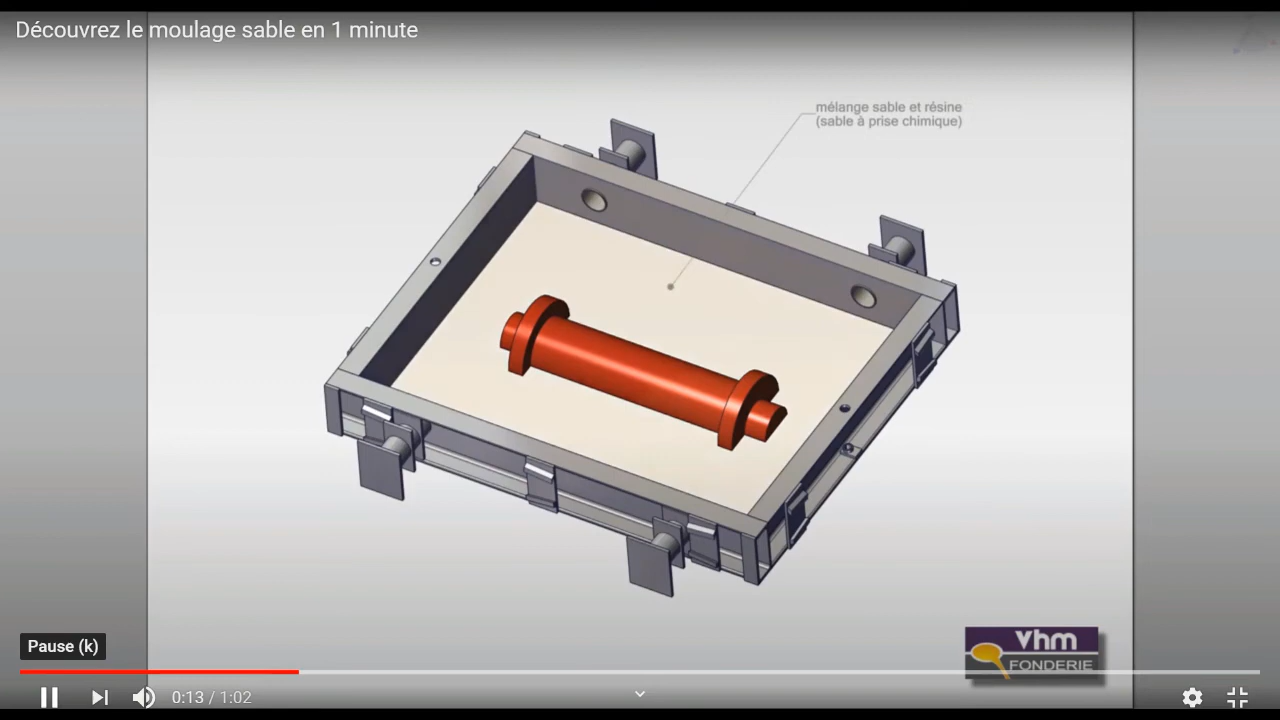 Découvrez le moulage sable en 1 minute
mélange sable et résine
(sable à prise chimique)
vhm
FONDERIE
Pause (k)
0:13 / 1:02